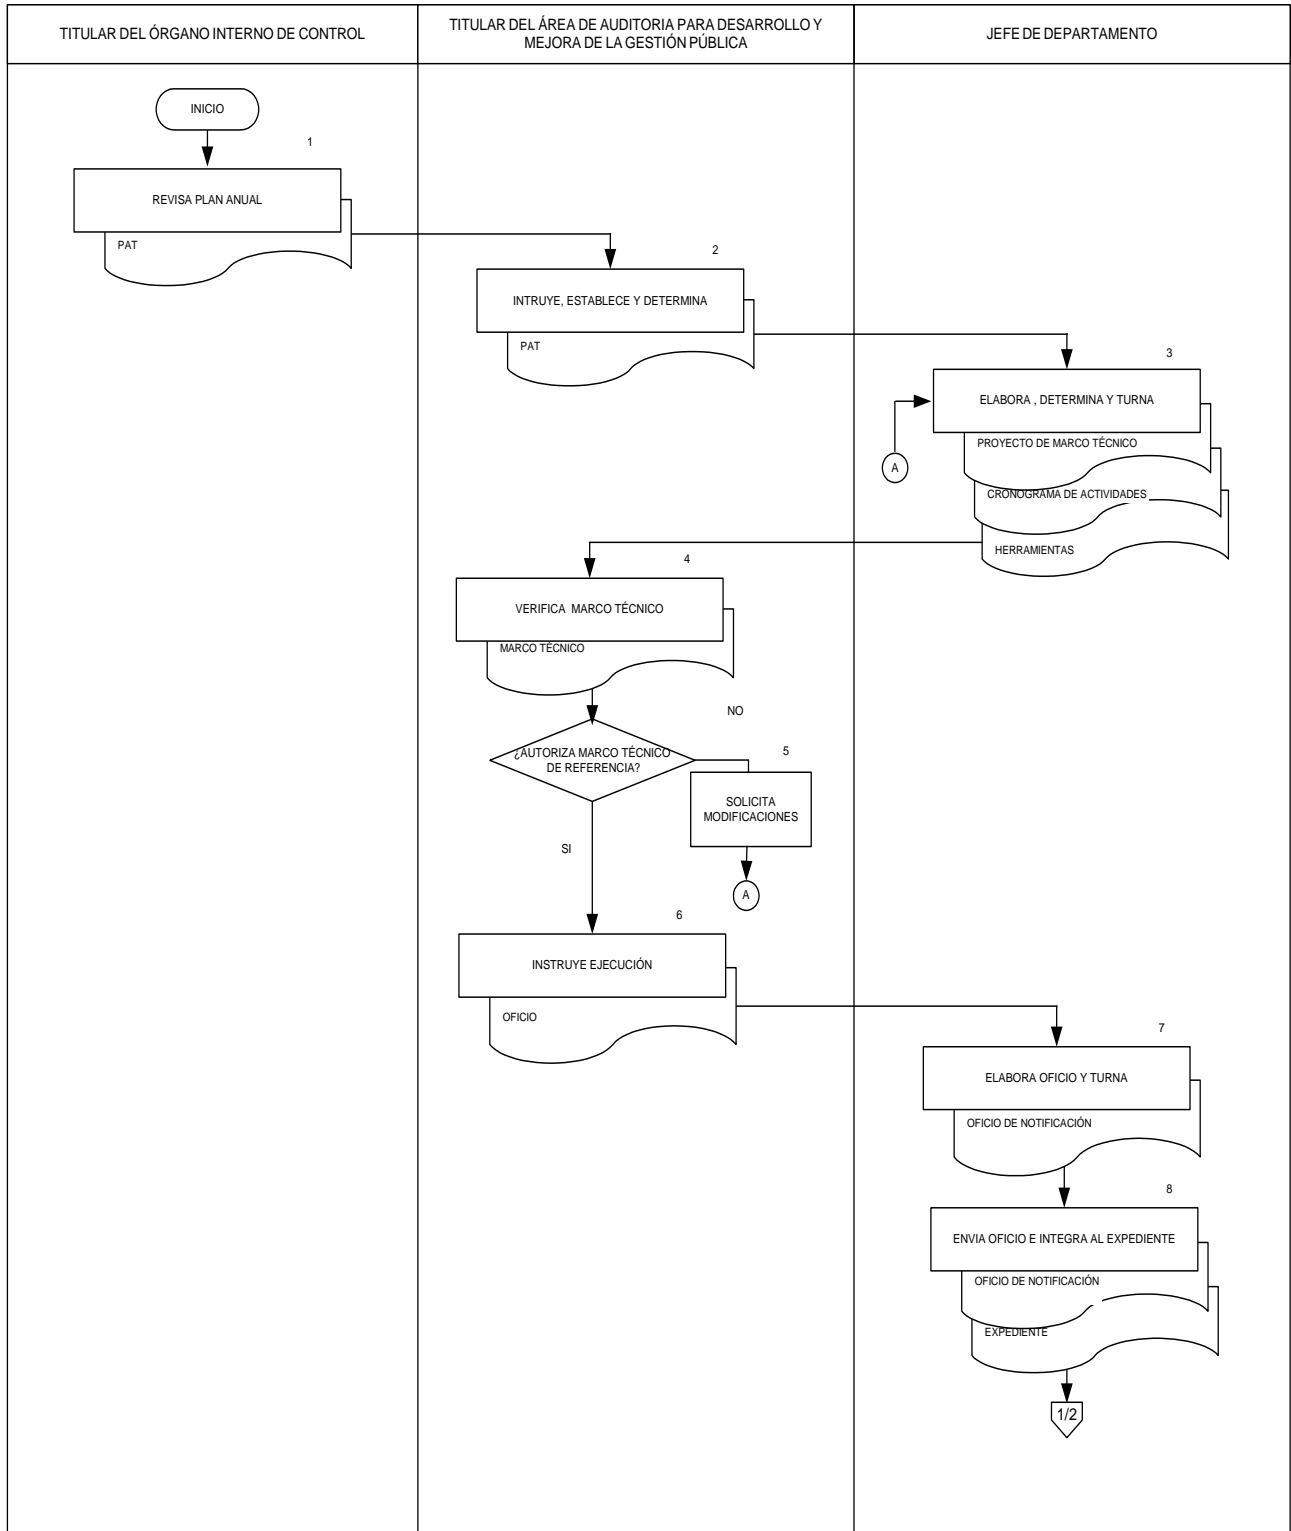 TITULAR DEL ÓRGANO INTERNO DE CONTROL
TITULAR DEL ÁREA DE AUDITORIA PARA DESARROLLO Y
MEJORA DE LA GESTIÓN PÚBLICA
JEFE DE DEPARTAMENTO
INICIO
1
REVISA PLAN ANUAL
PAT
2
INTRUYE, ESTABLECE Y DETERMINA
PAT
3
ELABORA , DETERMINA Y TURNA
PROYECTO DE MARCO TÉCNICO
A
CRONOGRAMA DE ACTIVIDADES
HERRAMIENTAS
4
VERIFICA MARCO TÉCNICO
MARCO TÉCNICO
NO
¿AUTORIZA MARCO TÉCNICO
DE REFERENCIA?
5
SOLICITA
MODIFICACIONES
SI
A
6
INSTRUYE EJECUCIÓN
OFICIO
7
ELABORA OFICIO Y TURNA
OFICIO DE NOTIFICACIÓN
8
ENVIA OFICIO E INTEGRA AL EXPEDIENTE
OFICIO DE NOTIFICACIÓN
EXPEDIENTE
1/2